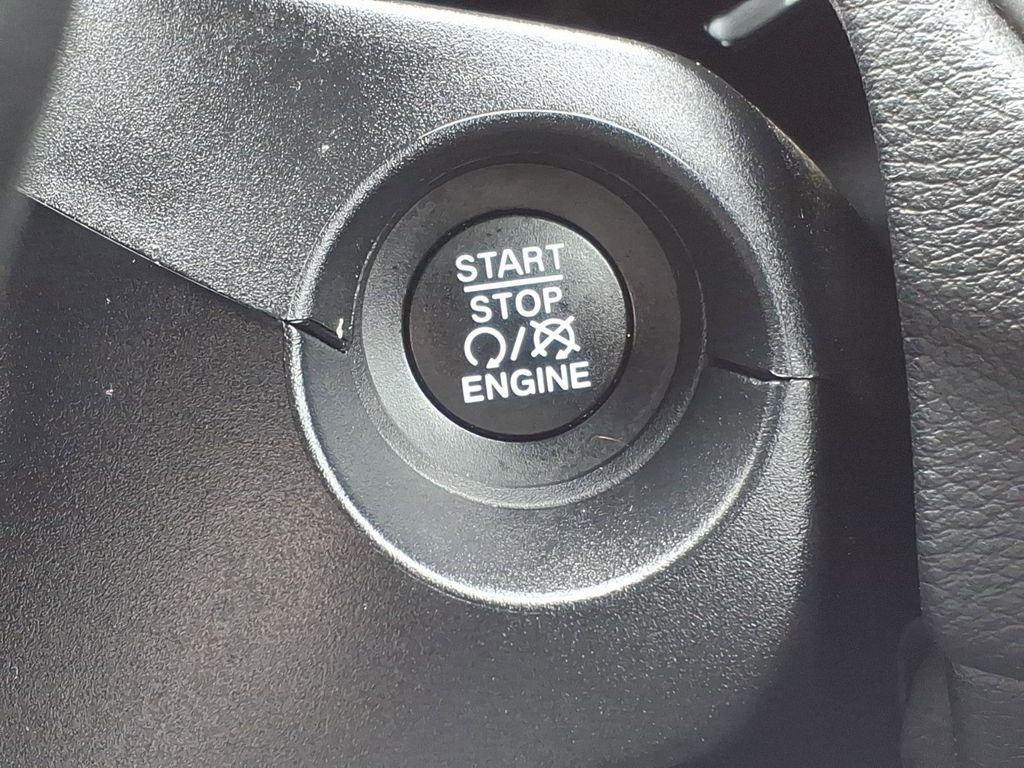 START
STOP
/
ENGINE